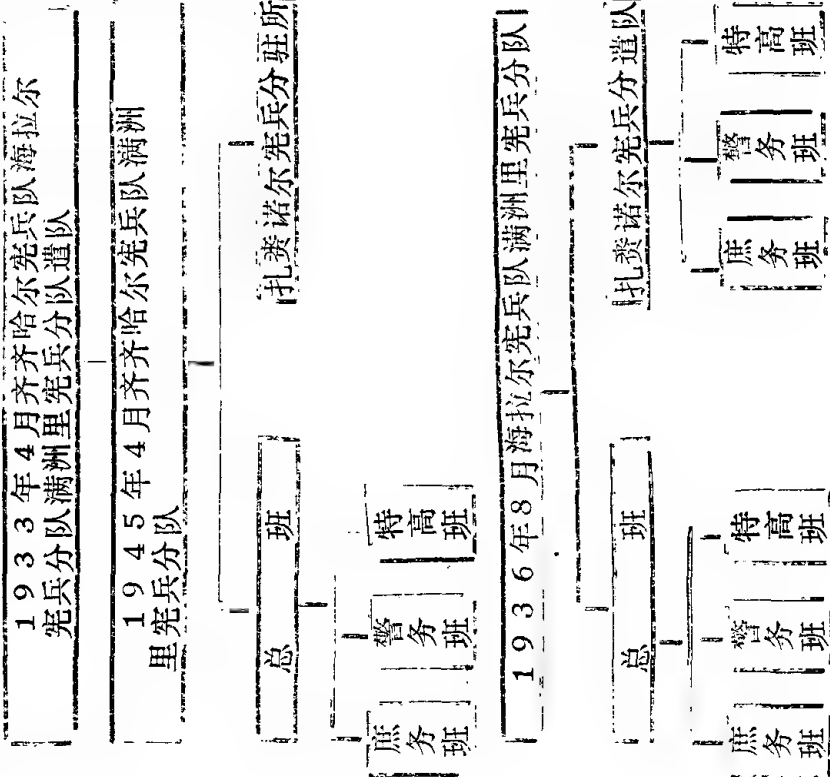 1933年4月齐齐哈尔宪兵队海拉尔
宪兵分队满洲里宪兵分队遣队
1945年4月齐齐哈尔宪兵队满洲
里宪兵分队
总 班
扎赉诺尔宪兵分驻所
庶务班
警务班
特高班
1936年8月海拉尔宪兵队满洲里宪兵分队
总 班
扎赉诺尔宪兵分遣队
庶务班
警务班
特高班
庶务班
警务班
特高班